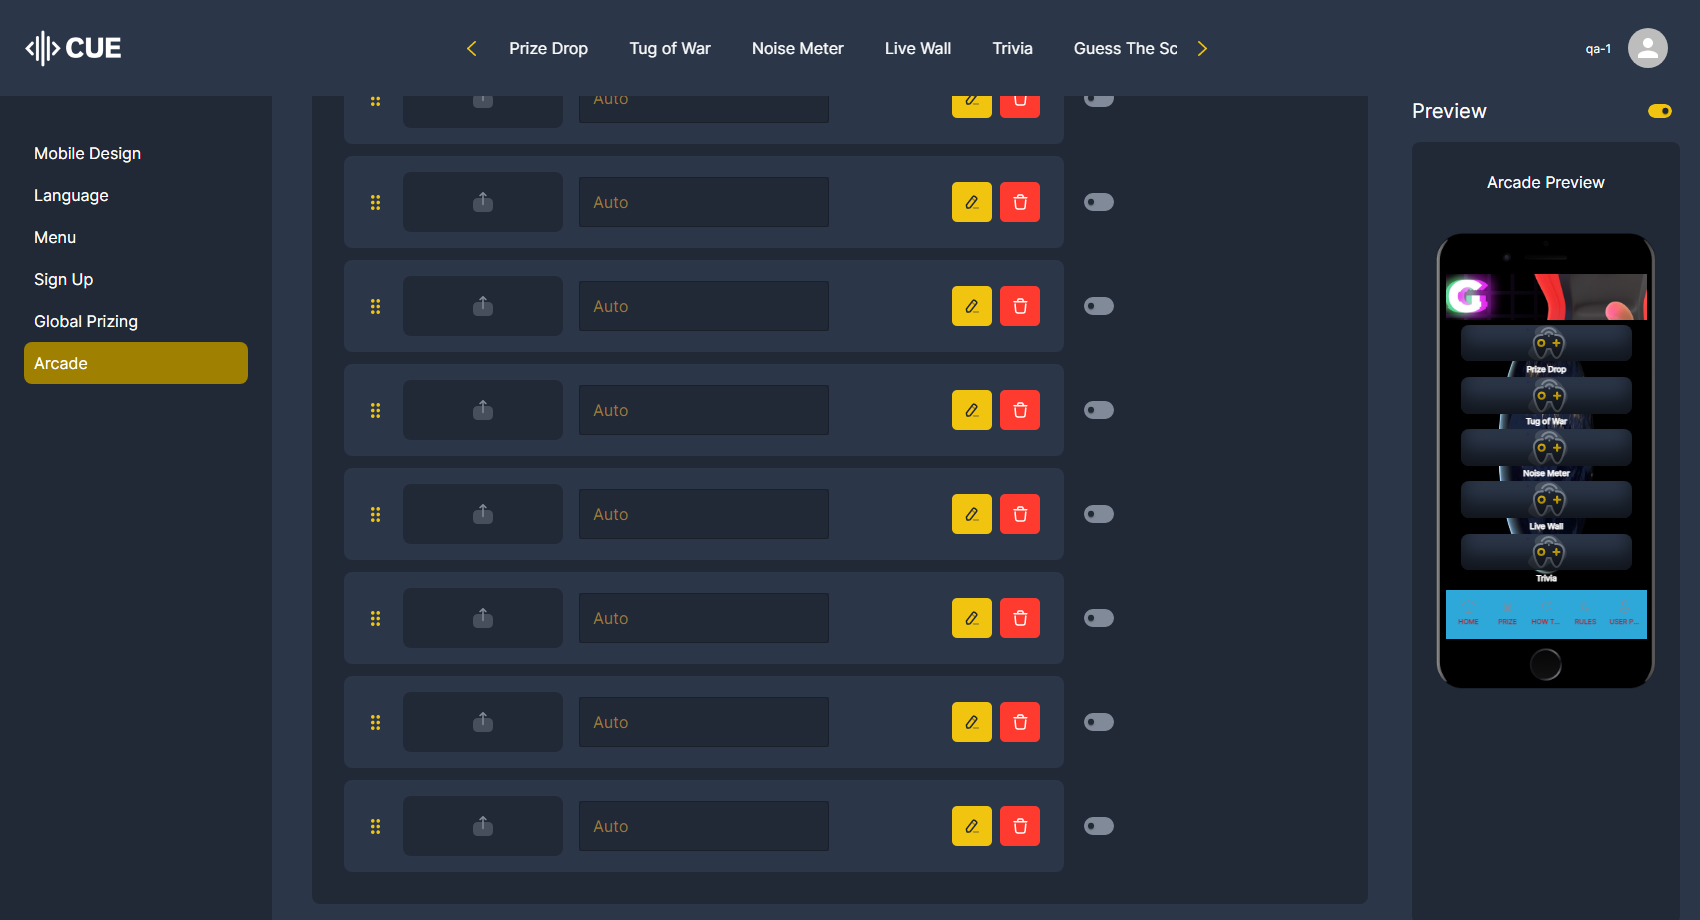 CUE
Prize Drop
Tug of War
Noise Meter
Live Wall
Trivia
Guess The Sc
qa-1
Mobile Design
Language
Menu
Sign Up
Global Prizing
Arcade
Auto
Auto
Auto
Auto
Auto
Auto
Auto
Auto
Preview
Arcade Preview
G
Prize Drop
Tug of War
Noise Meter
Live Wall
Trivia
HOME
PRIZE
HOW T...
RULES
USER P...